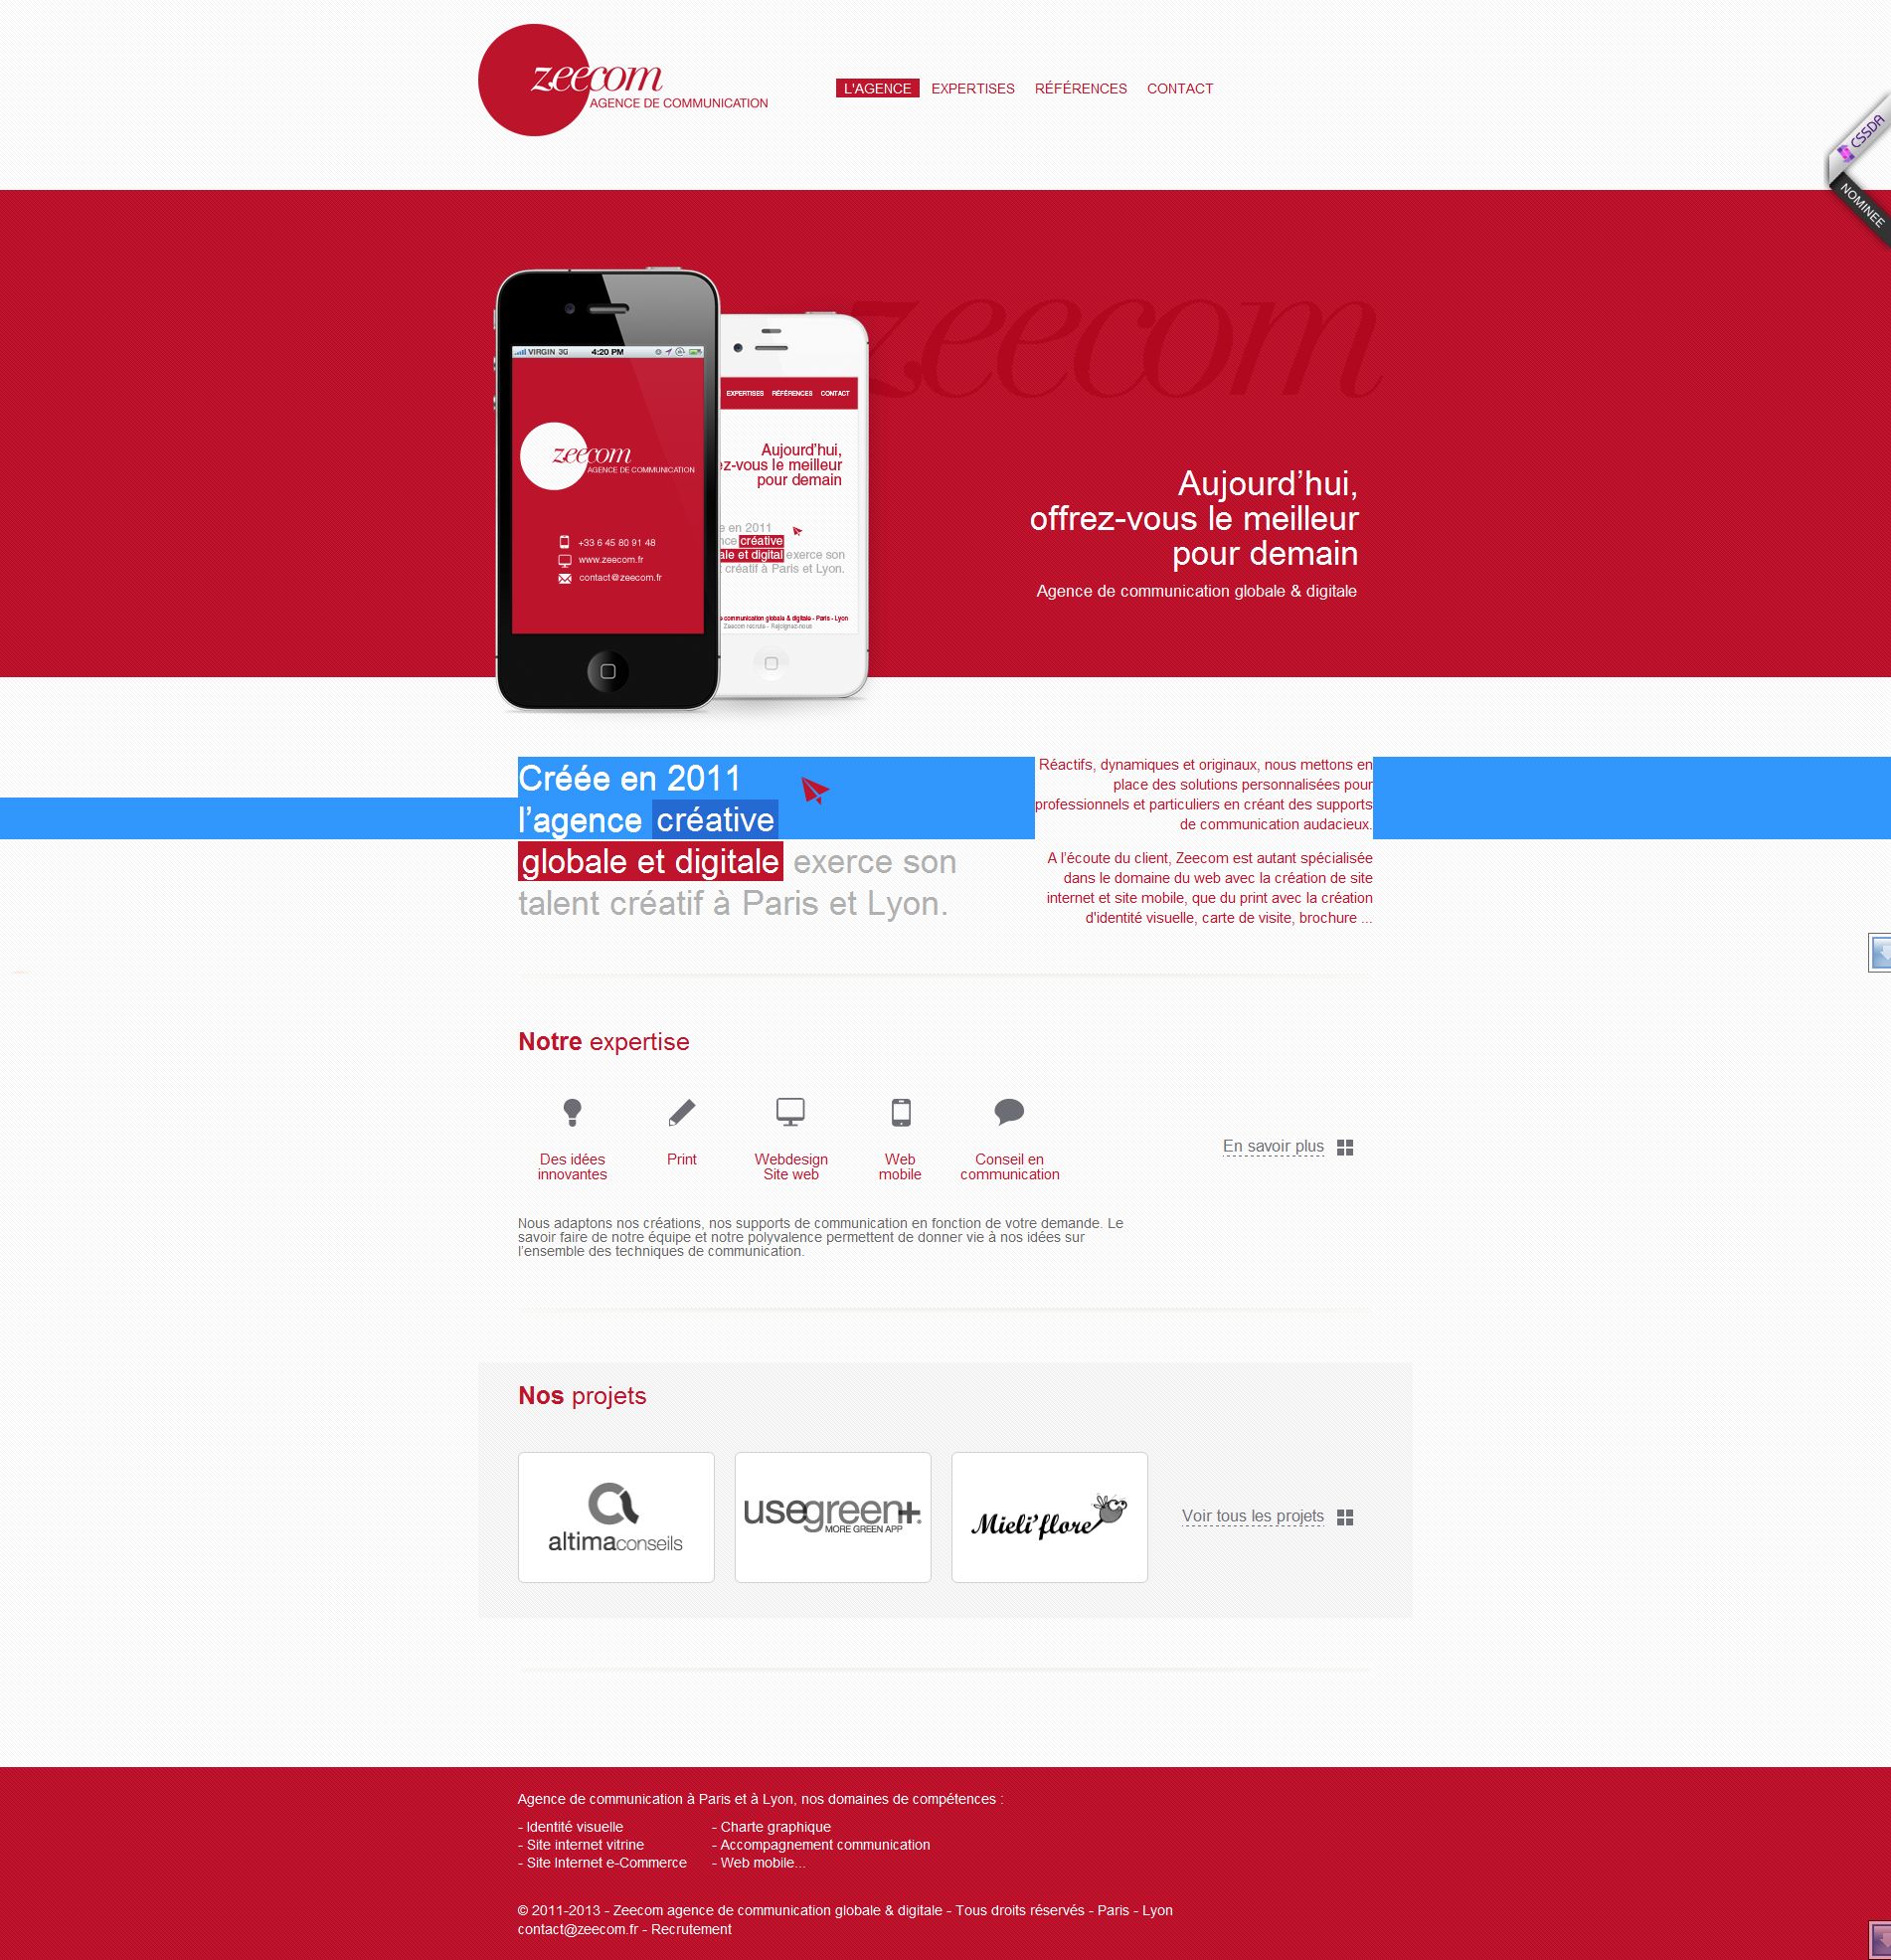 zeecom
AGENCE DE COMMUNICATION
L'AGENCE EXPERTISES RÉFÉRENCES CONTACT
CSSDA
NOMINEE
zeecom
VIRGIN 3G 4:20 PM
zeecom
AGENCE DE COMMUNICATION
+33 6 45 80 91 48
www.zeecom.fr
contact@zeecom.fr
EXPERTISES RÉFÉRENCES CONTACT
Aujourd'hui,
ez-vous le meilleur
pour demain
e en 2011
nce créative
ale et digital exerce son
t créatif à Paris et Lyon.
communication globale & digitale - Paris - Lyon
Zeecom recrute - Rejoignez-nous
Aujourd’hui,
offrez-vous le meilleur
pour demain
Agence de communication globale & digitale
Créée en 2011
l’agence créative
globale et digitale exerce son
talent créatif à Paris et Lyon.
Réactifs, dynamiques et originaux, nous mettons en
place des solutions personnalisées pour
professionnels et particuliers en créant des supports
de communication audacieux.
A l’écoute du client, Zeecom est autant spécialisée
dans le domaine du web avec la création de site
internet et site mobile, que du print avec la création
d'identité visuelle, carte de visite, brochure ...
Notre expertise
Des idées
innovantes
Print
Webdesign
Site web
Web
mobile
Conseil en
communication
En savoir plus
Nous adaptons nos créations, nos supports de communication en fonction de votre demande. Le
savoir faire de notre équipe et notre polyvalence permettent de donner vie à nos idées sur
l’ensemble des techniques de communication.
Nos projets
altimaconseils
usegreen+
MORE GREEN APP
Mieli’flore
Voir tous les projets
Agence de communication à Paris et à Lyon, nos domaines de compétences :
- Identité visuelle
- Site internet vitrine
- Site Internet e-Commerce
- Charte graphique
- Accompagnement communication
- Web mobile...
© 2011-2013 - Zeecom agence de communication globale & digitale - Tous droits réservés - Paris - Lyon
contact@zeecom.fr - Recrutement